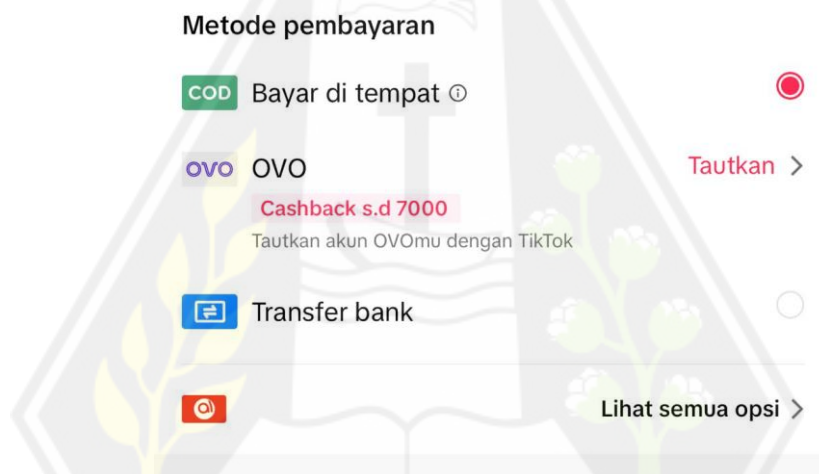 Metode pembayaran
COD Bayar di tempat
OVO OVO Tautkan
Cashback s.d 7000
Tautkan akun OVOmu dengan TikTok
Transfer bank
Lihat semua opsi